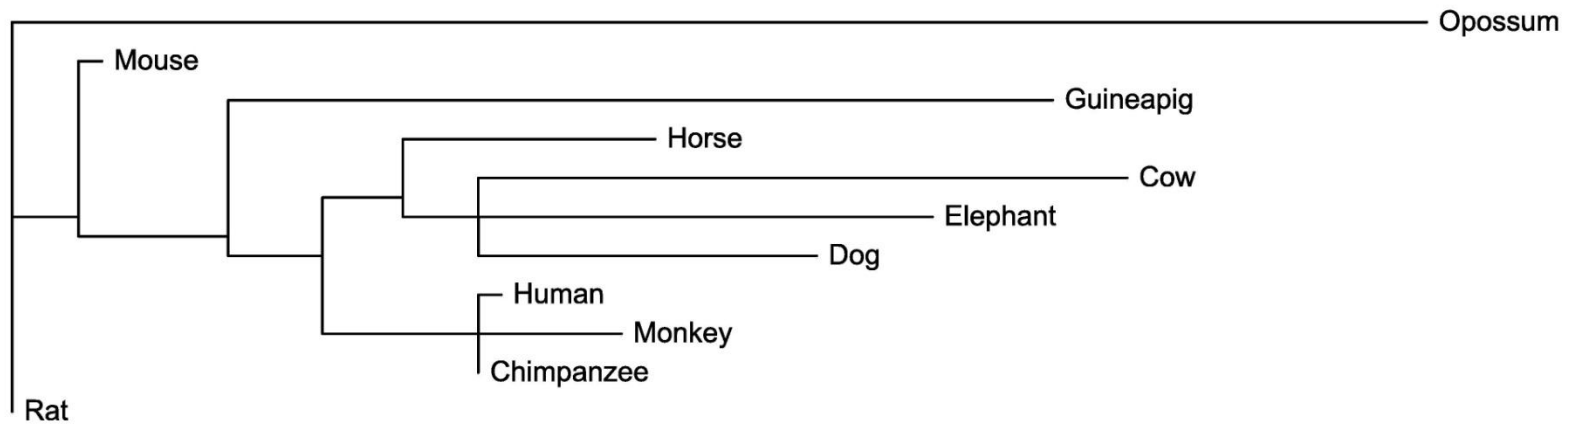 Opossum
Mouse
Guineapig
Horse
Cow
Elephant
Dog
Human
Monkey
Chimpanzee
Rat